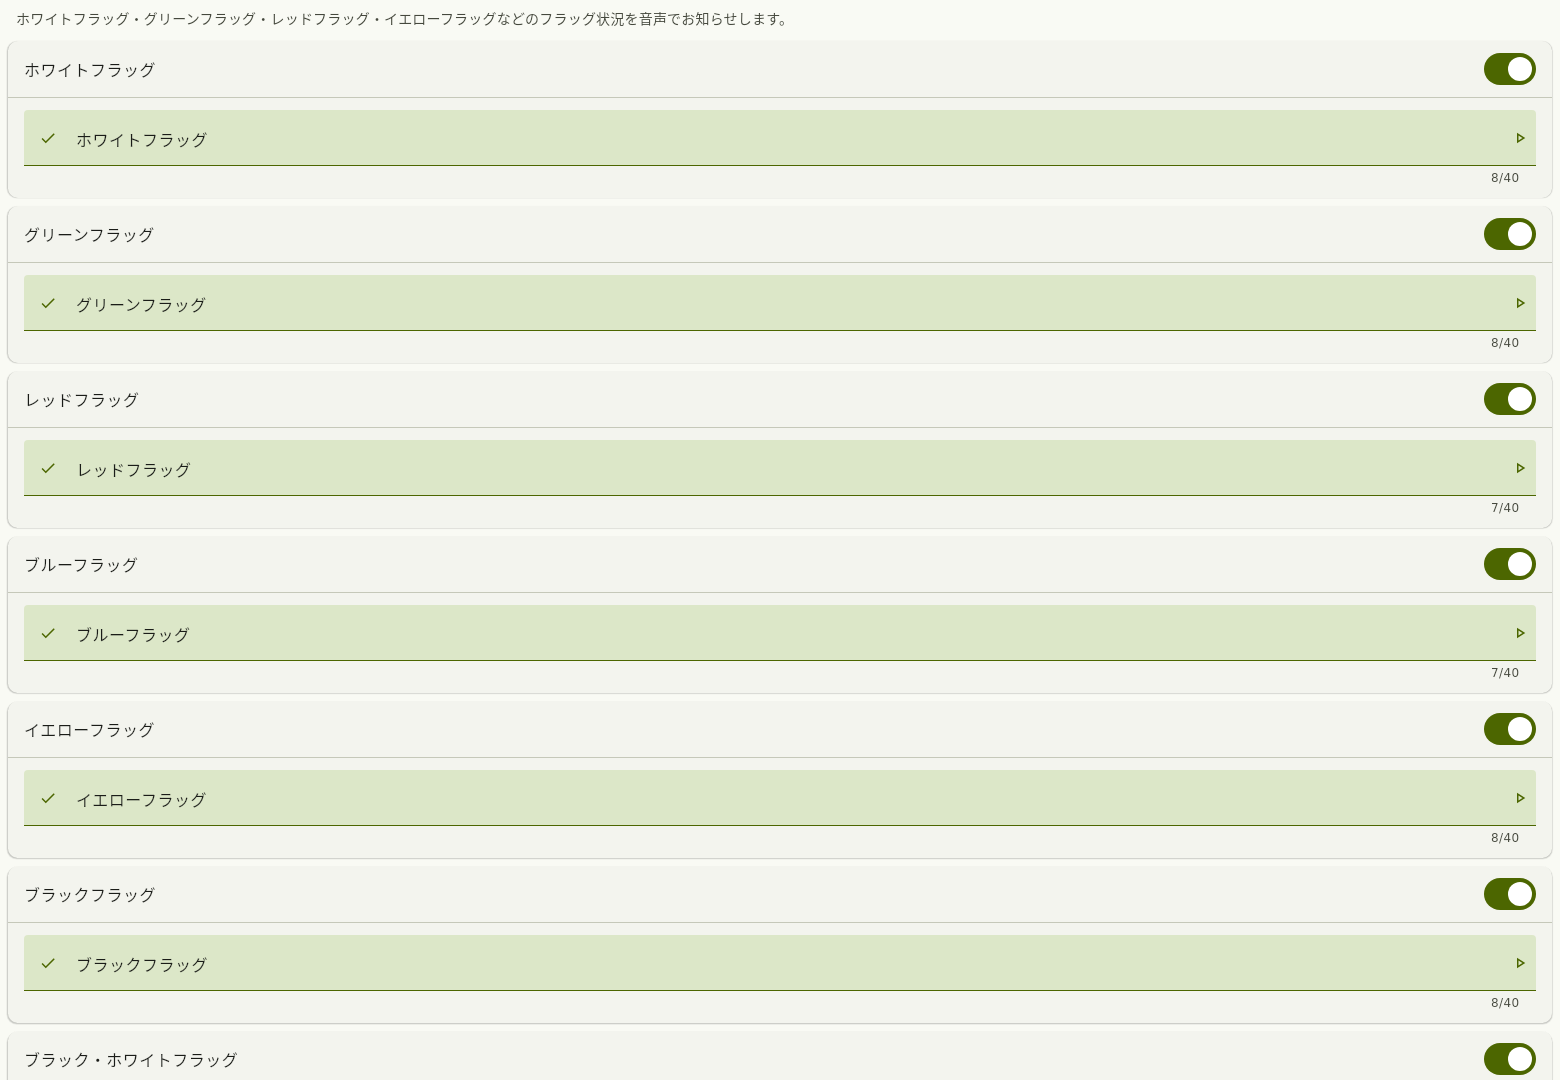 ホワイトフラッグ・グリーンフラッグ・レッドフラッグ・イエローフラッグなどのフラッグ状況を音声でお知らせします。
ホワイトフラッグ
ホワイトフラッグ
8/40
グリーンフラッグ
グリーンフラッグ
8/40
レッドフラッグ
レッドフラッグ
7/40
ブルーフラッグ
ブルーフラッグ
7/40
イエローフラッグ
イエローフラッグ
8/40
ブラックフラッグ
ブラックフラッグ
8/40
ブラック・ホワイトフラッグ